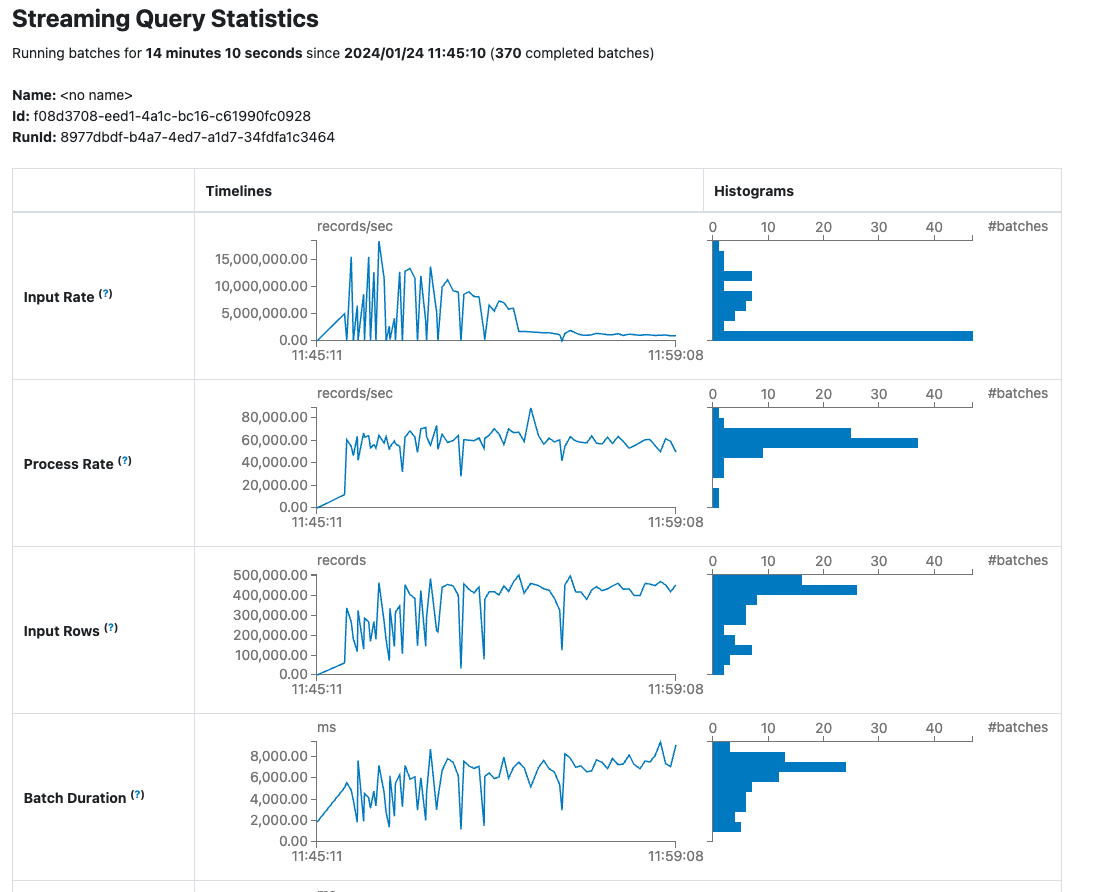 Streaming Query Statistics
Running batches for 14 minutes 10 seconds since 2024/01/24 11:45:10 (370 completed batches)
Name: <no name>
Id: f08d3708-eed1-4a1c-bc16-c61990fc0928
RunId: 8977dbdf-b4a7-4ed7-a1d7-34fdfa1c3464
Timelines Histograms
Input Rate (?)
records/sec
15,000,000.00
10,000,000.00
5,000,000.00
0.00
11:45:11 11:59:08
0 10 20 30 40 #batches
Process Rate (?)
records/sec
80,000.00
60,000.00
40,000.00
20,000.00
0.00
11:45:11 11:59:08
0 10 20 30 40 #batches
Input Rows (?)
records
500,000.00
400,000.00
300,000.00
200,000.00
100,000.00
0.00
11:45:11 11:59:08
0 10 20 30 40 #batches
Batch Duration (?)
ms
8,000.00
6,000.00
4,000.00
2,000.00
0.00
11:45:11 11:59:08
0 10 20 30 40 #batches